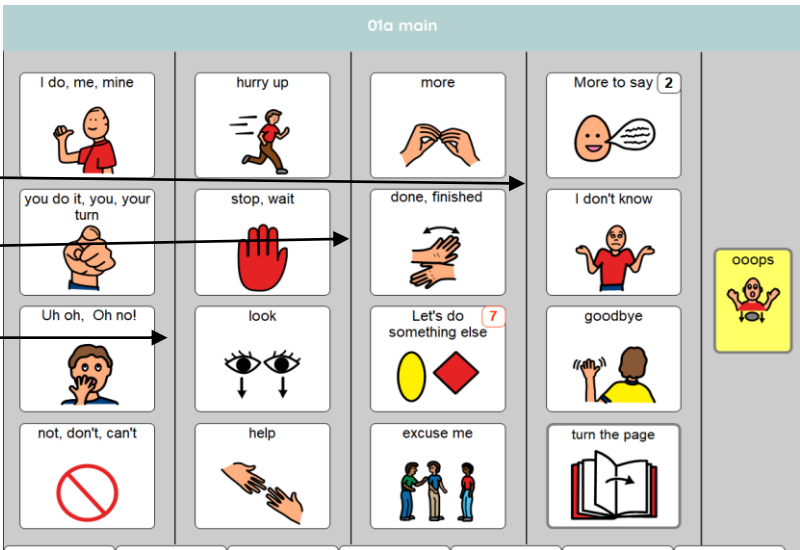 01a main
I do, me, mine
hurry up
more
More to say 2
you do it, you, your
turn
stop, wait
done, finished
I don't know
ooops
Uh oh, Oh no!
look
Let's do
something else
7
goodbye
not, don't, can't
help
excuse me
turn the page